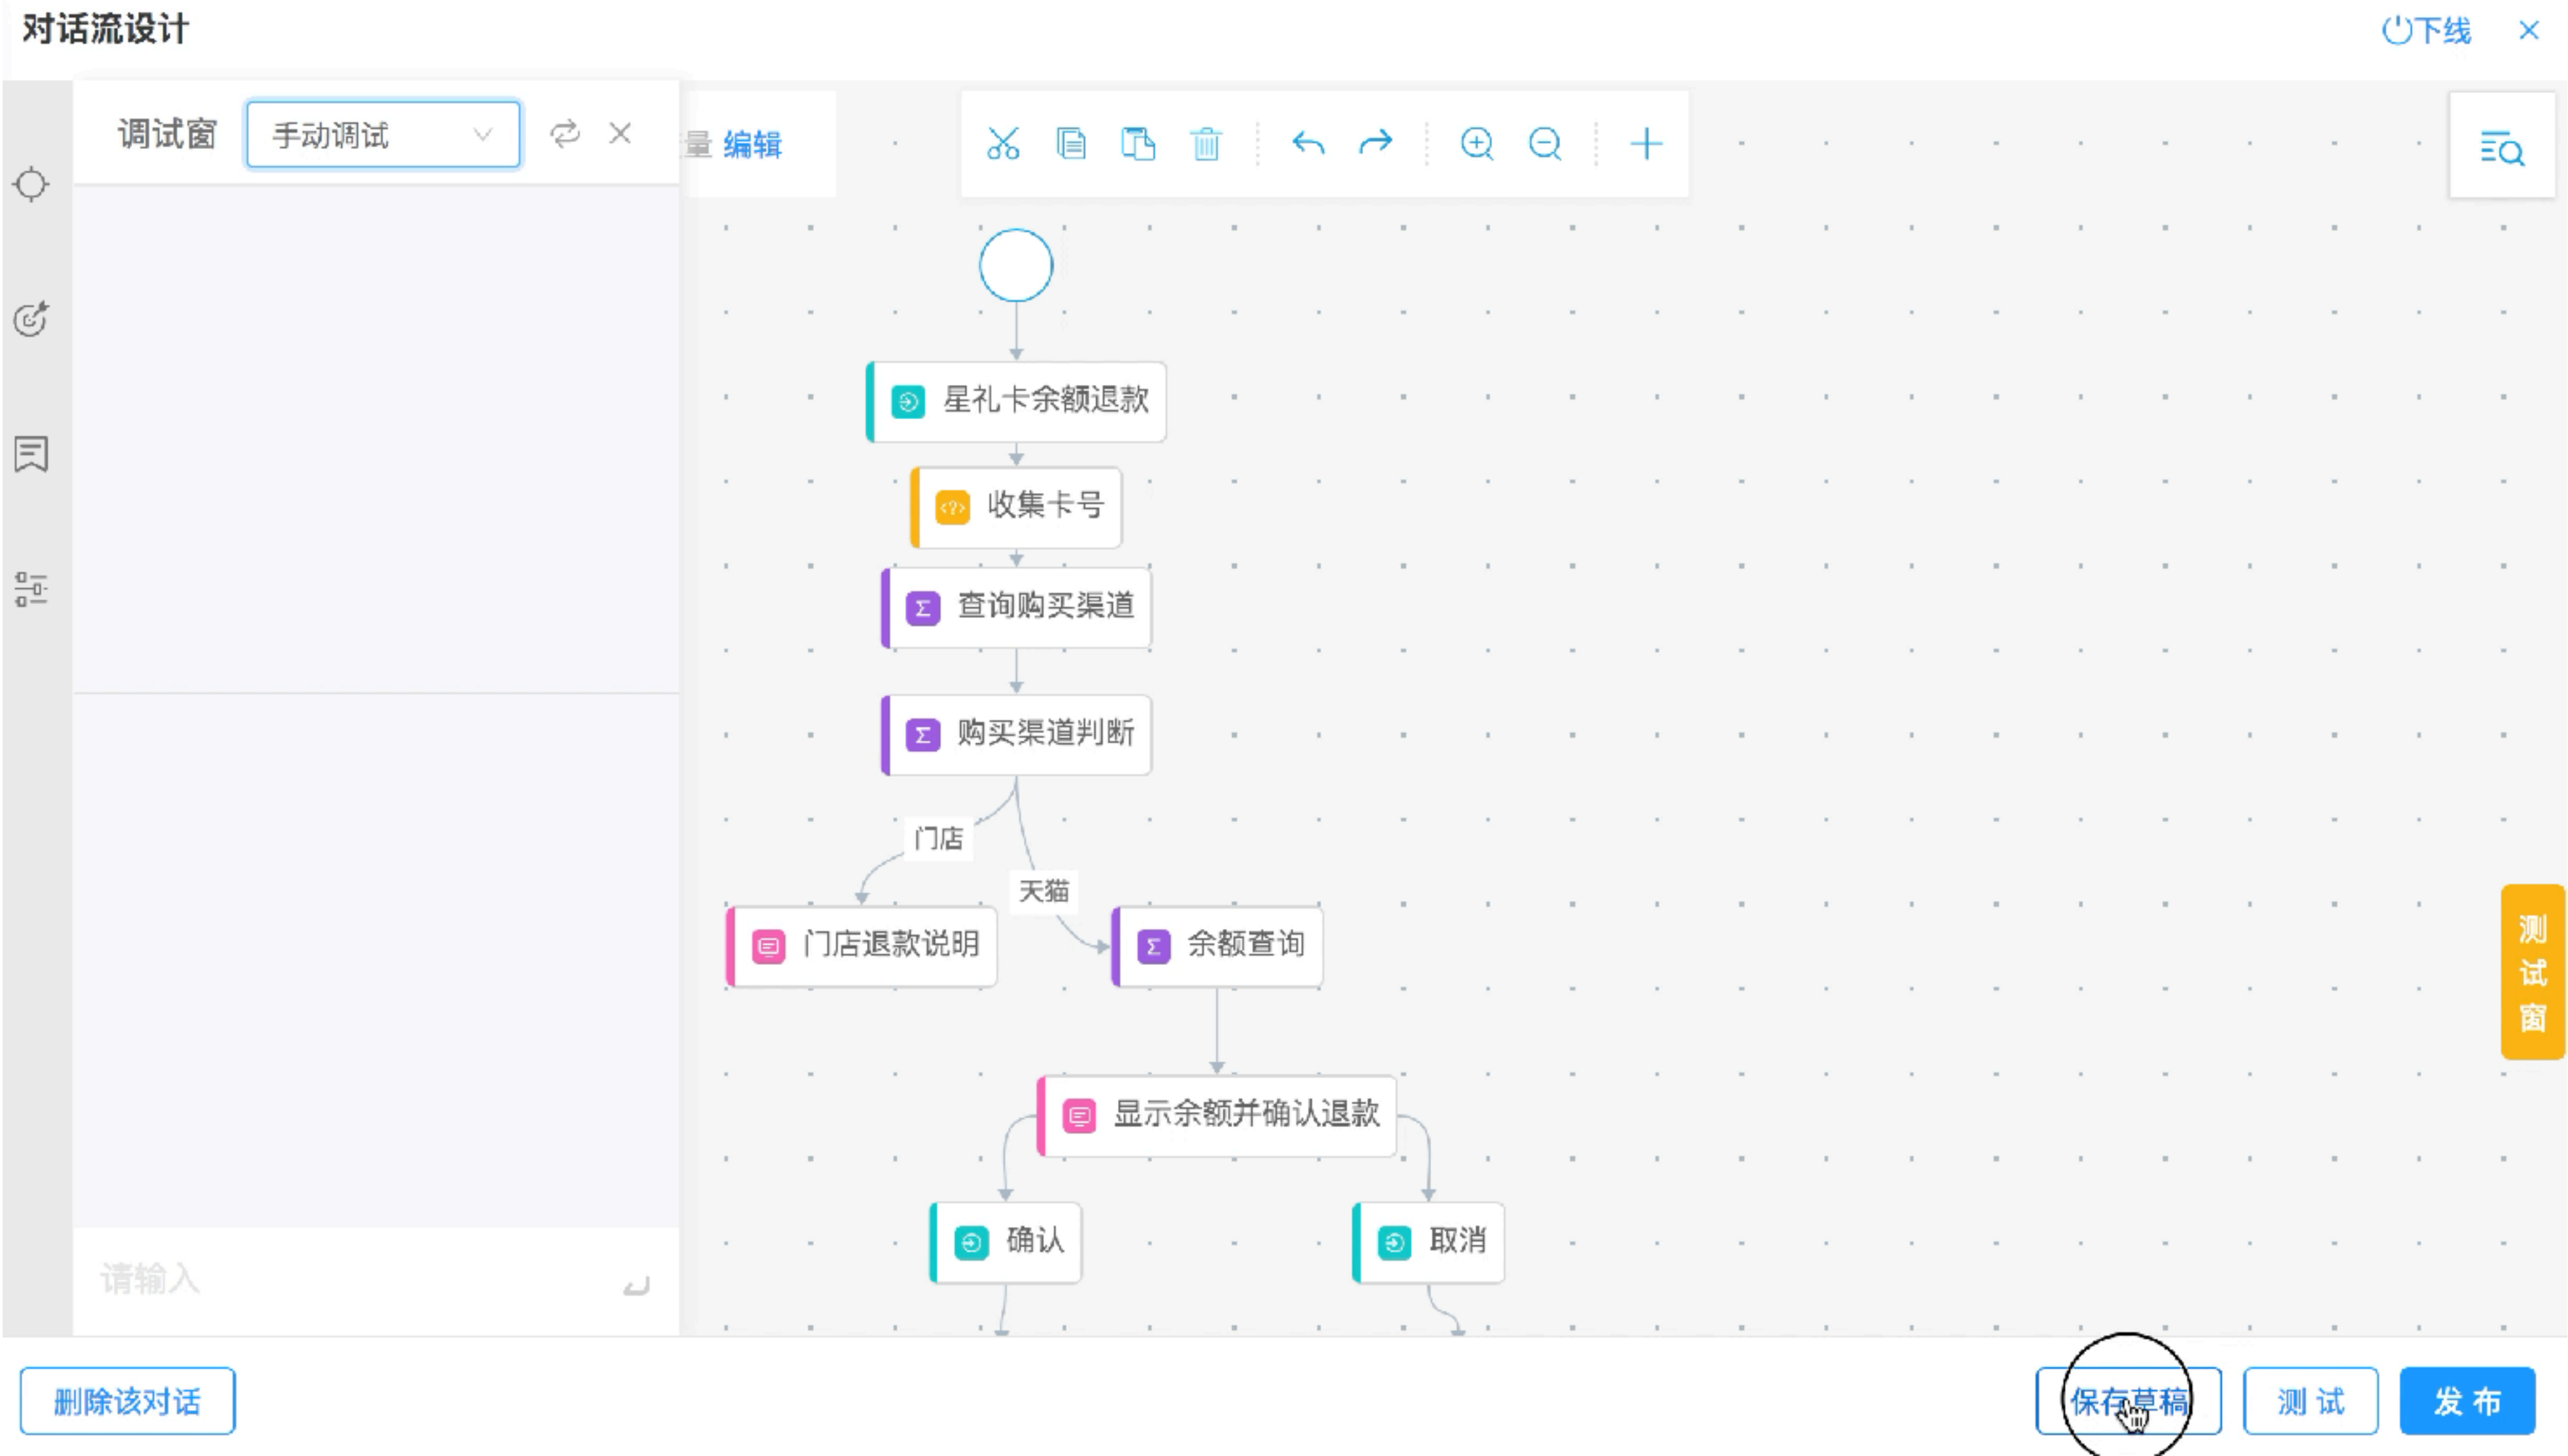 对话流设计
下线
调试窗
手动调试
量 编辑
星礼卡余额退款
收集卡号
查询购买渠道
购买渠道判断
门店
天猫
门店退款说明
余额查询
显示余额并确认退款
确认
取消
测试窗
请输入
删除该对话
保存草稿
测 试
发 布